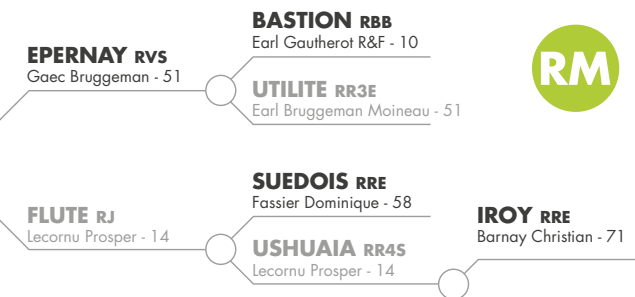 BASTION RBB
Earl Gautherot R&F - 10
EPERNAY RVS
Gaec Bruggeman - 51
RM
UTILITE RR3E
Earl Bruggeman Moineau - 51
SUEDOIS RRE
Fassier Dominique - 58
FLUTE RJ
Lecornu Prosper - 14
IROY RRE
Barnay Christian - 71
USHUAIA RR4S
Lecornu Prosper - 14